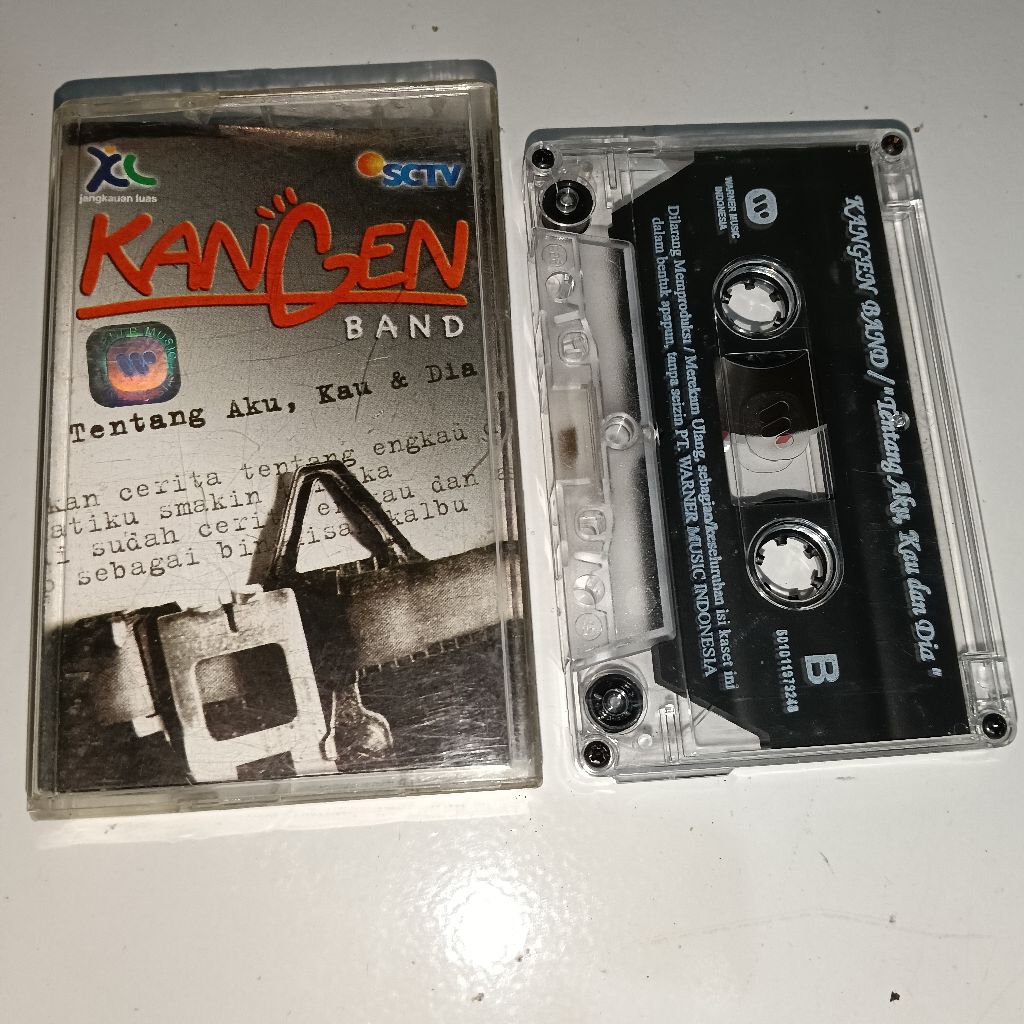 XL
jangkauan luas
SCTV
KANGEN
BAND
Tentang Aku, Kau & Dia
kan cerita tentang engkau
atiku smakin
i sudah
sebagai
kalbu
WARNER MUSIC
INDONESIA
KANGEN BAND / "Tentang Aku, Kau dan Dia"
Dilarang Memproduksi / Merekam Ulang, sebagian/keseluruhan isi kaset ini
dalam bentuk apapun, tanpa seizin PT. WARNER MUSIC INDONESIA
B